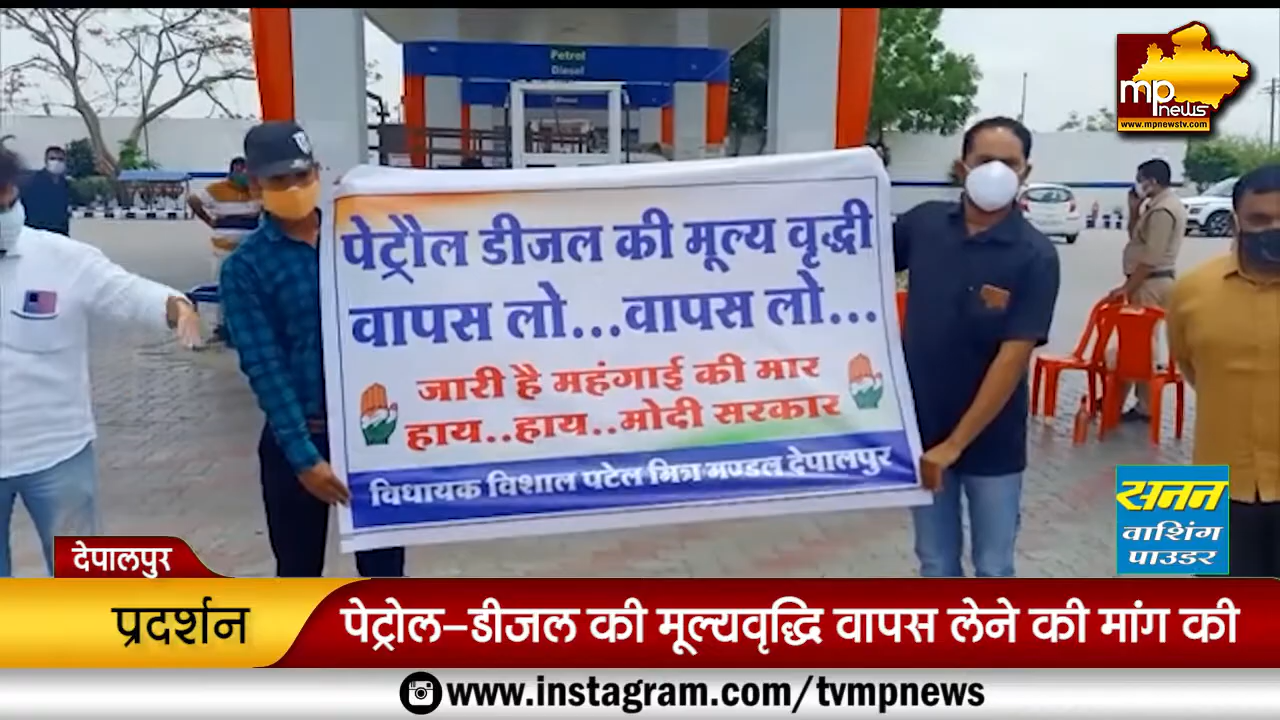 Petrol
Diesel
mp
news
www.mpnewstv.com
पेट्रौल डीजल की मूल्य वृद्धी
वापस लो...वापस लो...
जारी है महंगाई की मार
हाय..हाय..मोदी सरकार
विधायक विशाल पटेल मित्र मण्डल देपालपुर
सनन
वाशिंग
पाउडर
देपालपुर
प्रदर्शन
पेट्रोल–डीजल की मूल्यवृद्धि वापस लेने की मांग की
www.instagram.com/tvmpnews